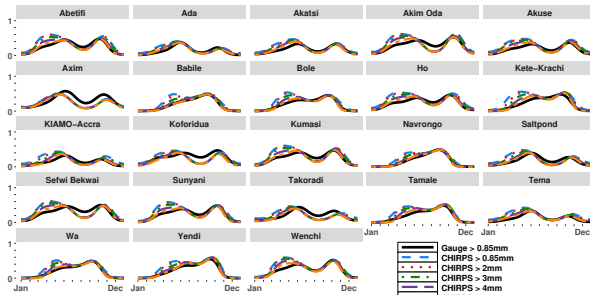 Abetifi Ada Akatsi Akim Oda Akuse
1
0
Axim Babile Bole Ho Kete−Krachi
1
0
KIAMO−Accra Koforidua Kumasi Navrongo Saltpond
1
0
Sefwi Bekwai Sunyani Takoradi Tamale Tema
1
0
Wa Yendi Wenchi Jan Dec Jan Dec
1
0
Jan Dec Jan Dec Jan Dec
Gauge > 0.85mm
CHIRPS > 0.85mm
CHIRPS > 2mm
CHIRPS > 3mm
CHIRPS > 4mm